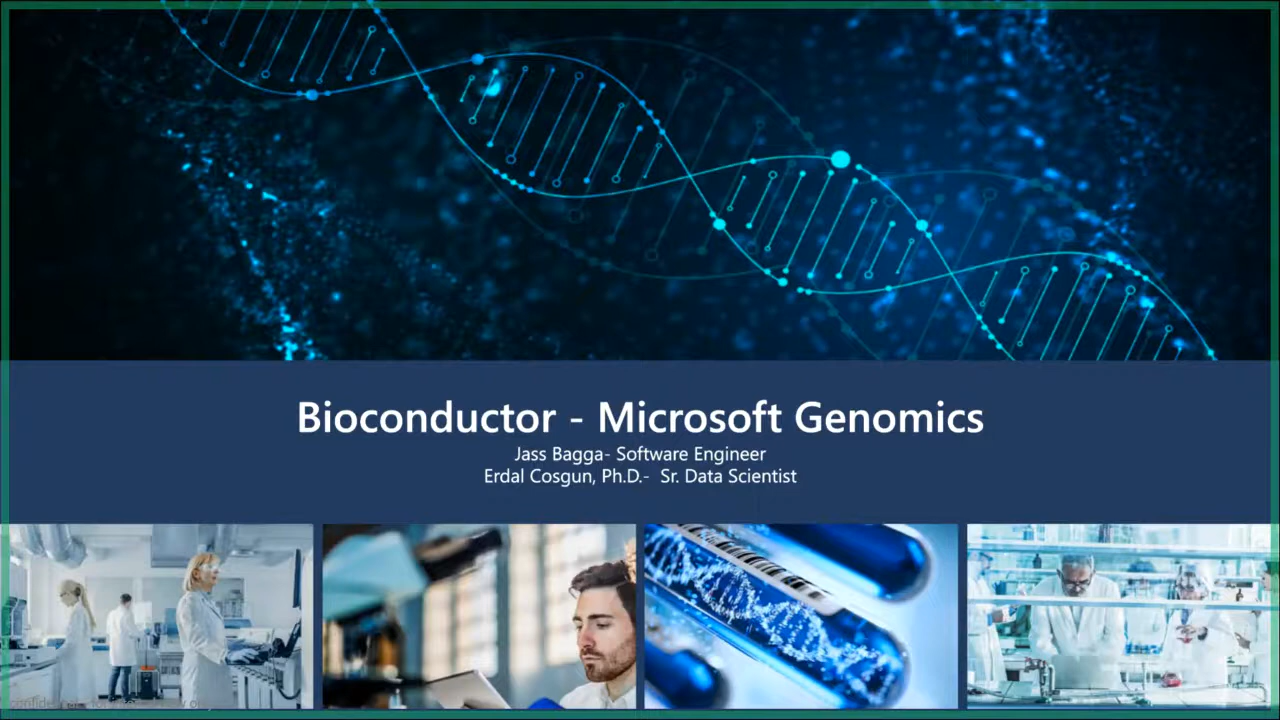 Bioconductor - Microsoft Genomics
Jass Bagga- Software Engineer
Erdal Cosgun, Ph.D.- Sr. Data Scientist